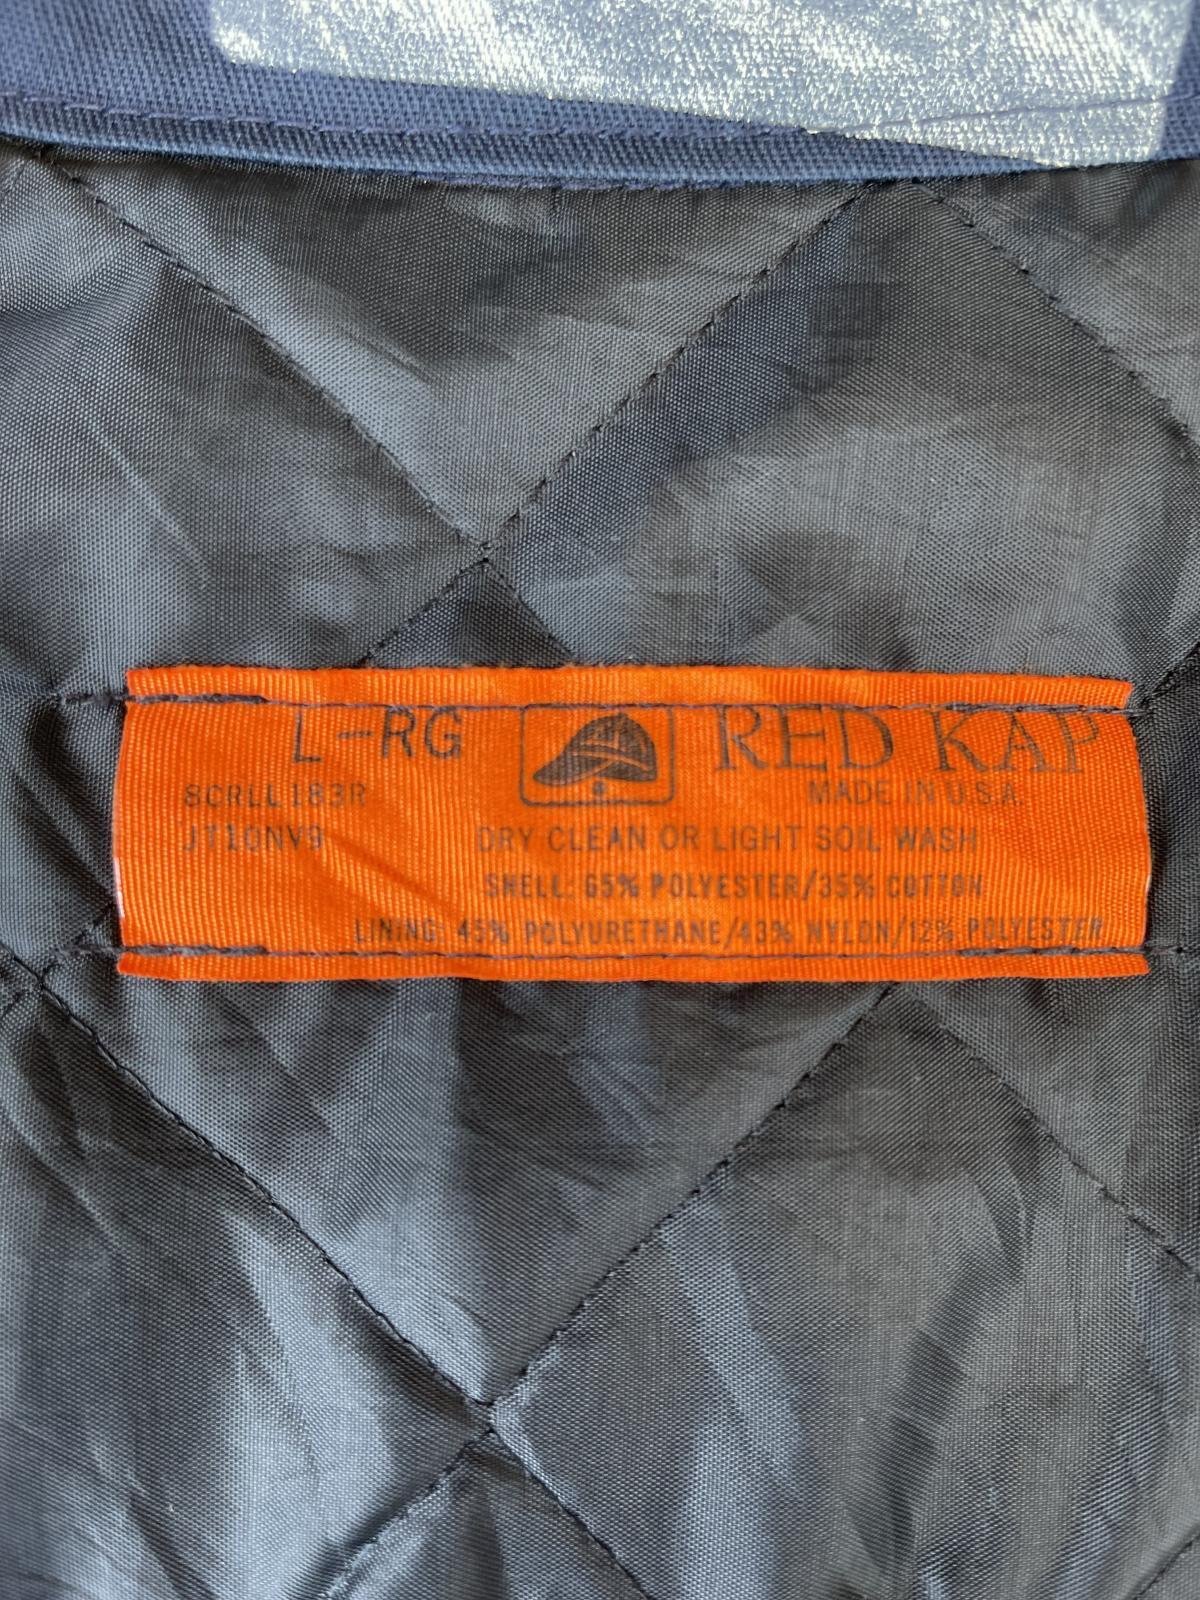 L-RG RED KAP
8CRLL183R MADE IN U.S.A.
JT10NV9 DRY CLEAN OR LIGHT SOIL WASH
SHELL: 65% POLYESTER/35% COTTON
LINING: 45% POLYURETHANE/43% NYLON/12% POLYESTER